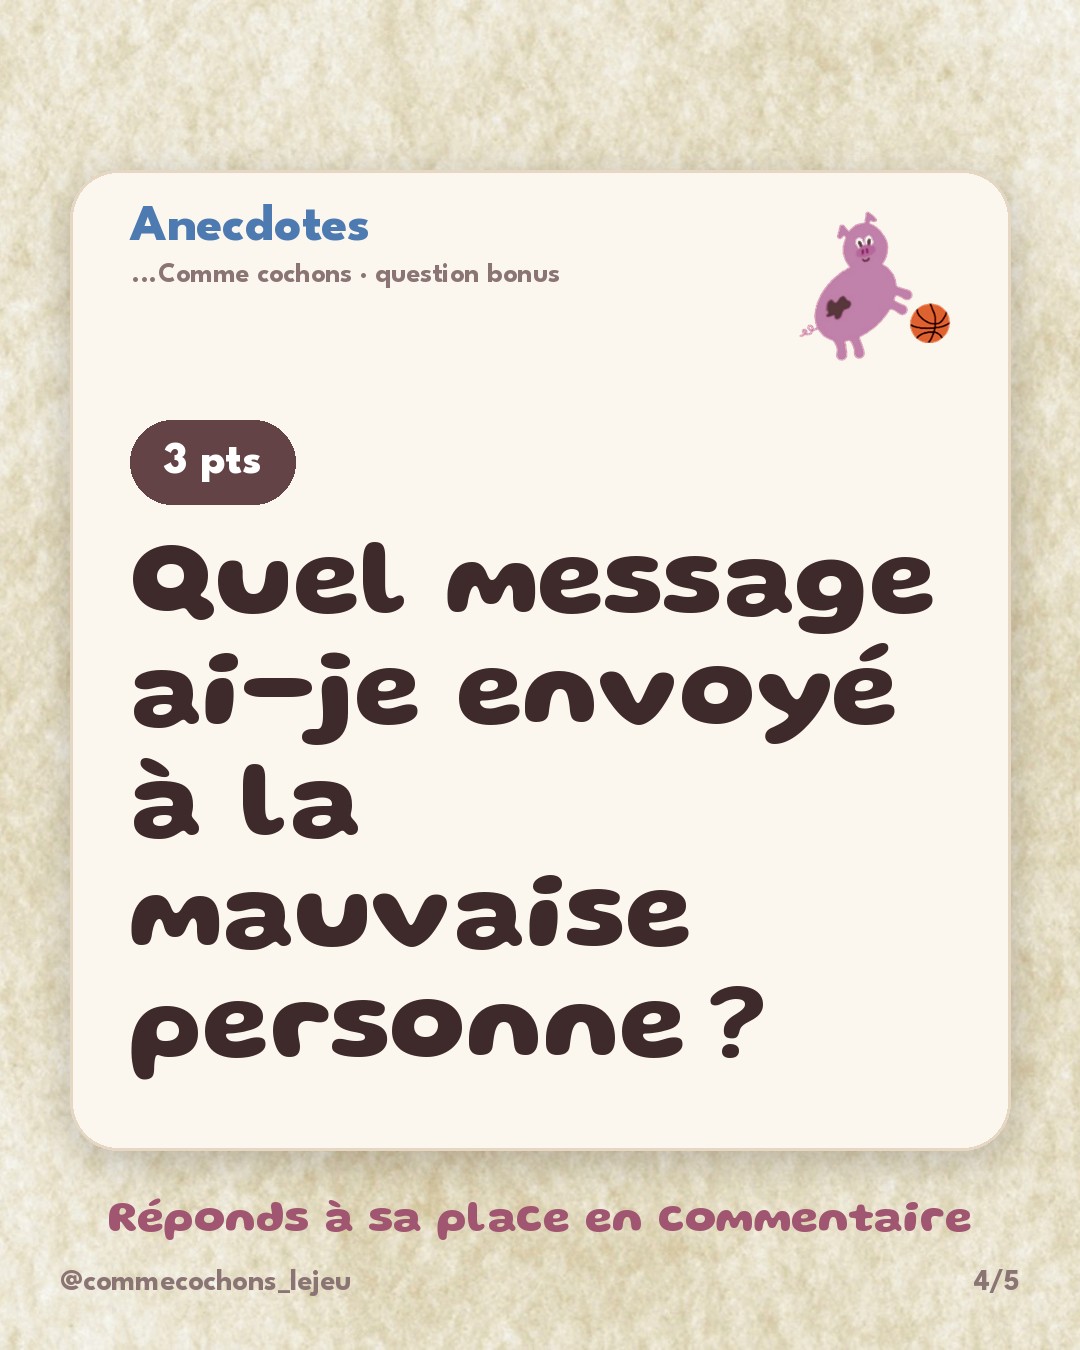 Anecdotes
...Comme cochons · question bonus
3 pts
Quel message
ai-je envoyé
à la
mauvaise
personne ?
Réponds à sa place en commentaire
@commecochons_lejeu
4/5